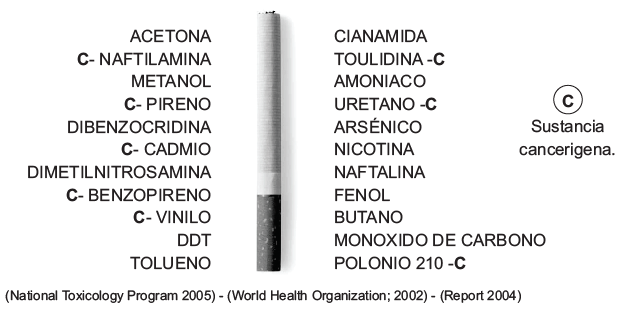 ACETONA
C- NAFTILAMINA
METANOL
C- PIRENO
DIBENZOCRIDINA
C- CADMIO
DIMETILNITROSAMINA
C- BENZOPIRENO
C- VINILO
DDT
TOLUENO
CIANAMIDA
TOULIDINA -C
AMONIACO
URETANO -C
ARSÉNICO
NICOTINA
NAFTALINA
FENOL
BUTANO
MONOXIDO DE CARBONO
POLONIO 210 -C
C
Sustancia
cancerigena.
(National Toxicology Program 2005) - (World Health Organization; 2002) - (Report 2004)